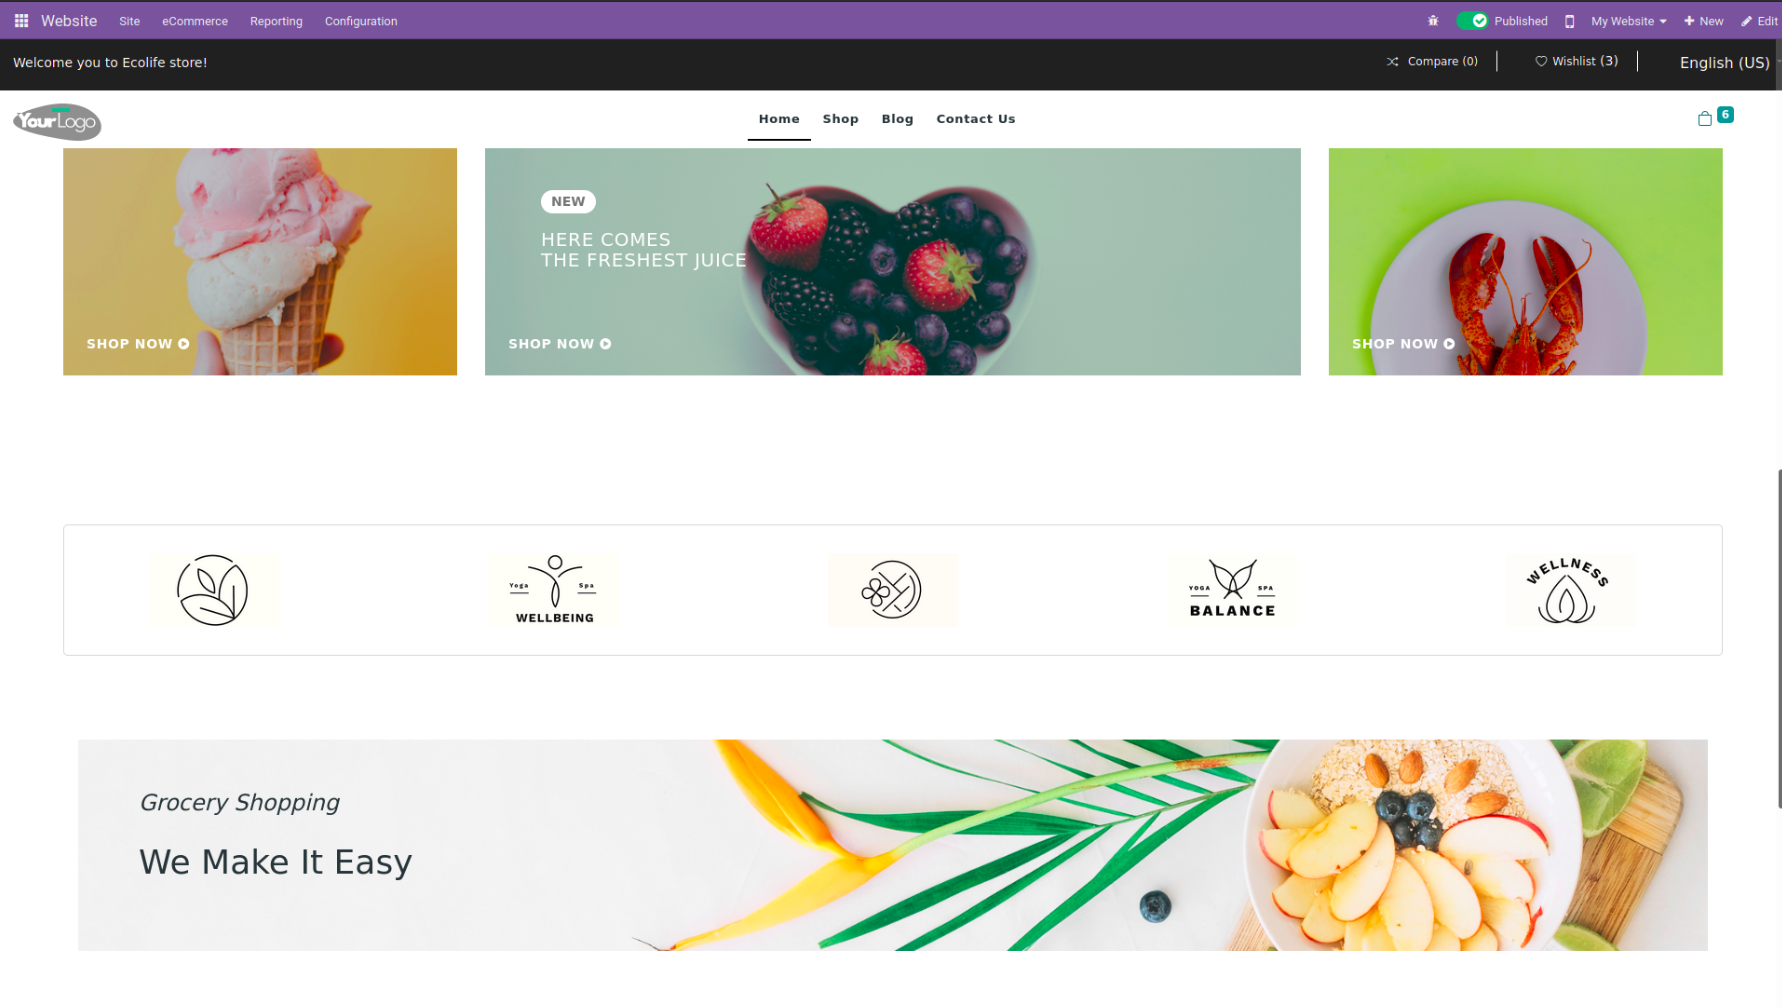 Website Site eCommerce Reporting Configuration Published My Website New Edit
Welcome you to Ecolife store! Compare (0) Wishlist (3) English (US)
YourLogo Home Shop Blog Contact Us 6
NEW
HERE COMES
THE FRESHEST JUICE
SHOP NOW SHOP NOW SHOP NOW
Yoga Spa
WELLBEING
YOGA SPA
BALANCE
WELLNESS
Grocery Shopping
We Make It Easy